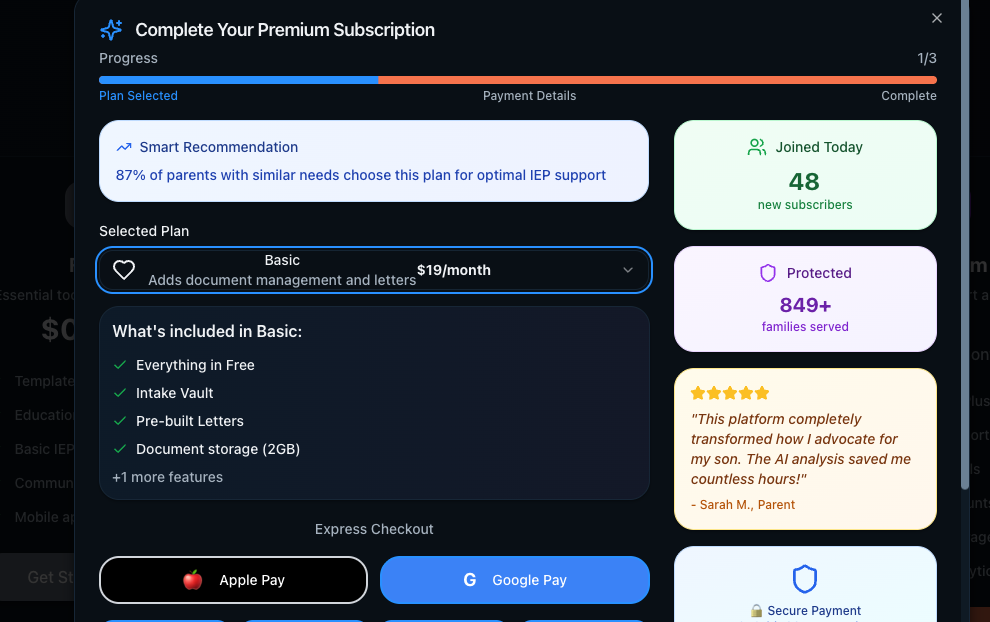 Complete Your Premium Subscription
Progress
1/3
Plan Selected
Payment Details
Complete
Smart Recommendation
87% of parents with similar needs choose this plan for optimal IEP support
Selected Plan
Basic
Adds document management and letters
$19/month
What's included in Basic:
Everything in Free
Intake Vault
Pre-built Letters
Document storage (2GB)
+1 more features
Express Checkout
Apple Pay
G Google Pay
Joined Today
48
new subscribers
Protected
849+
families served
"This platform completely
transformed how I advocate for
my son. The AI analysis saved me
countless hours!"
- Sarah M., Parent
🔒 Secure Payment
Essential
$0
Template
Basic IEP
Mobile
Get